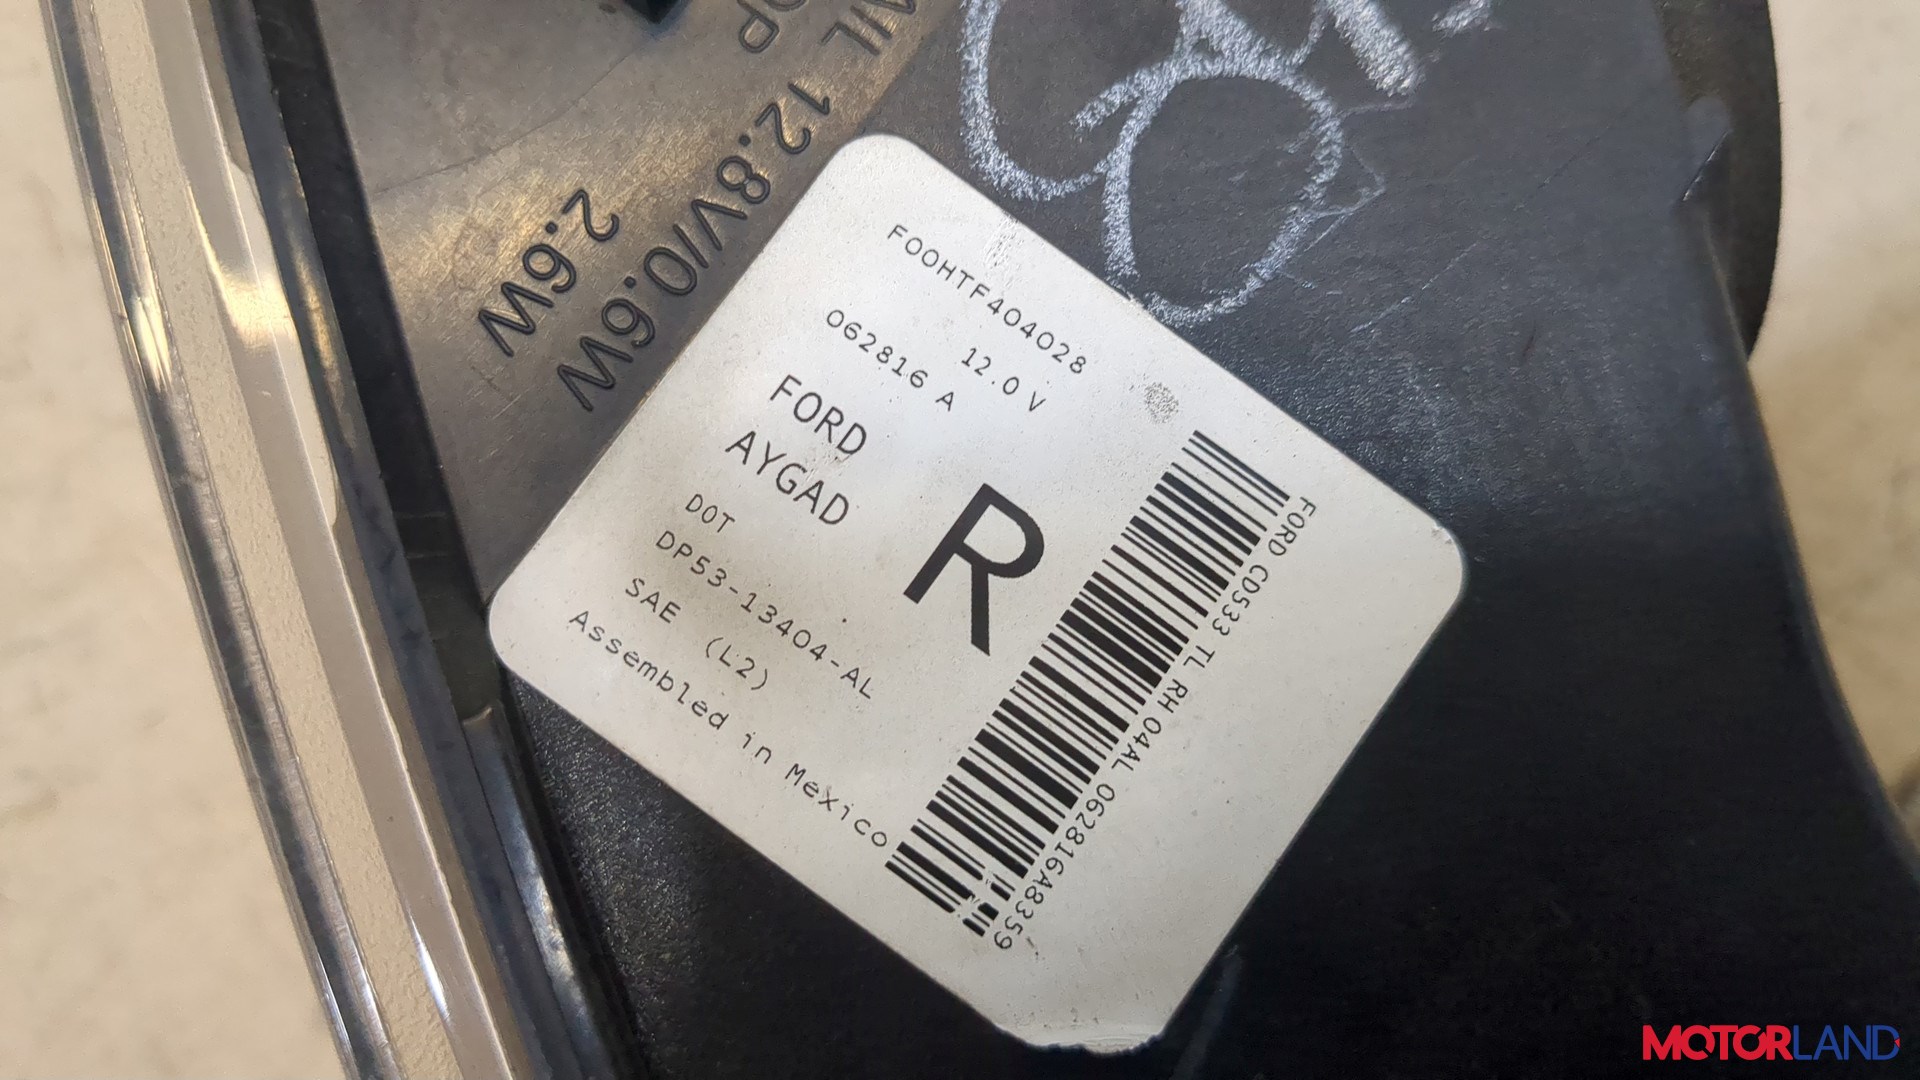 12.8V/0.6W
2.6W
FOOHTF404028
12.0 V
062816 A
FORD
AYGAD
R
DOT
DP53-13404-AL
SAE (L2)
Assembled in Mexico
FORD CD533 TL RH 04AL 062816A8359
MOTORLAND